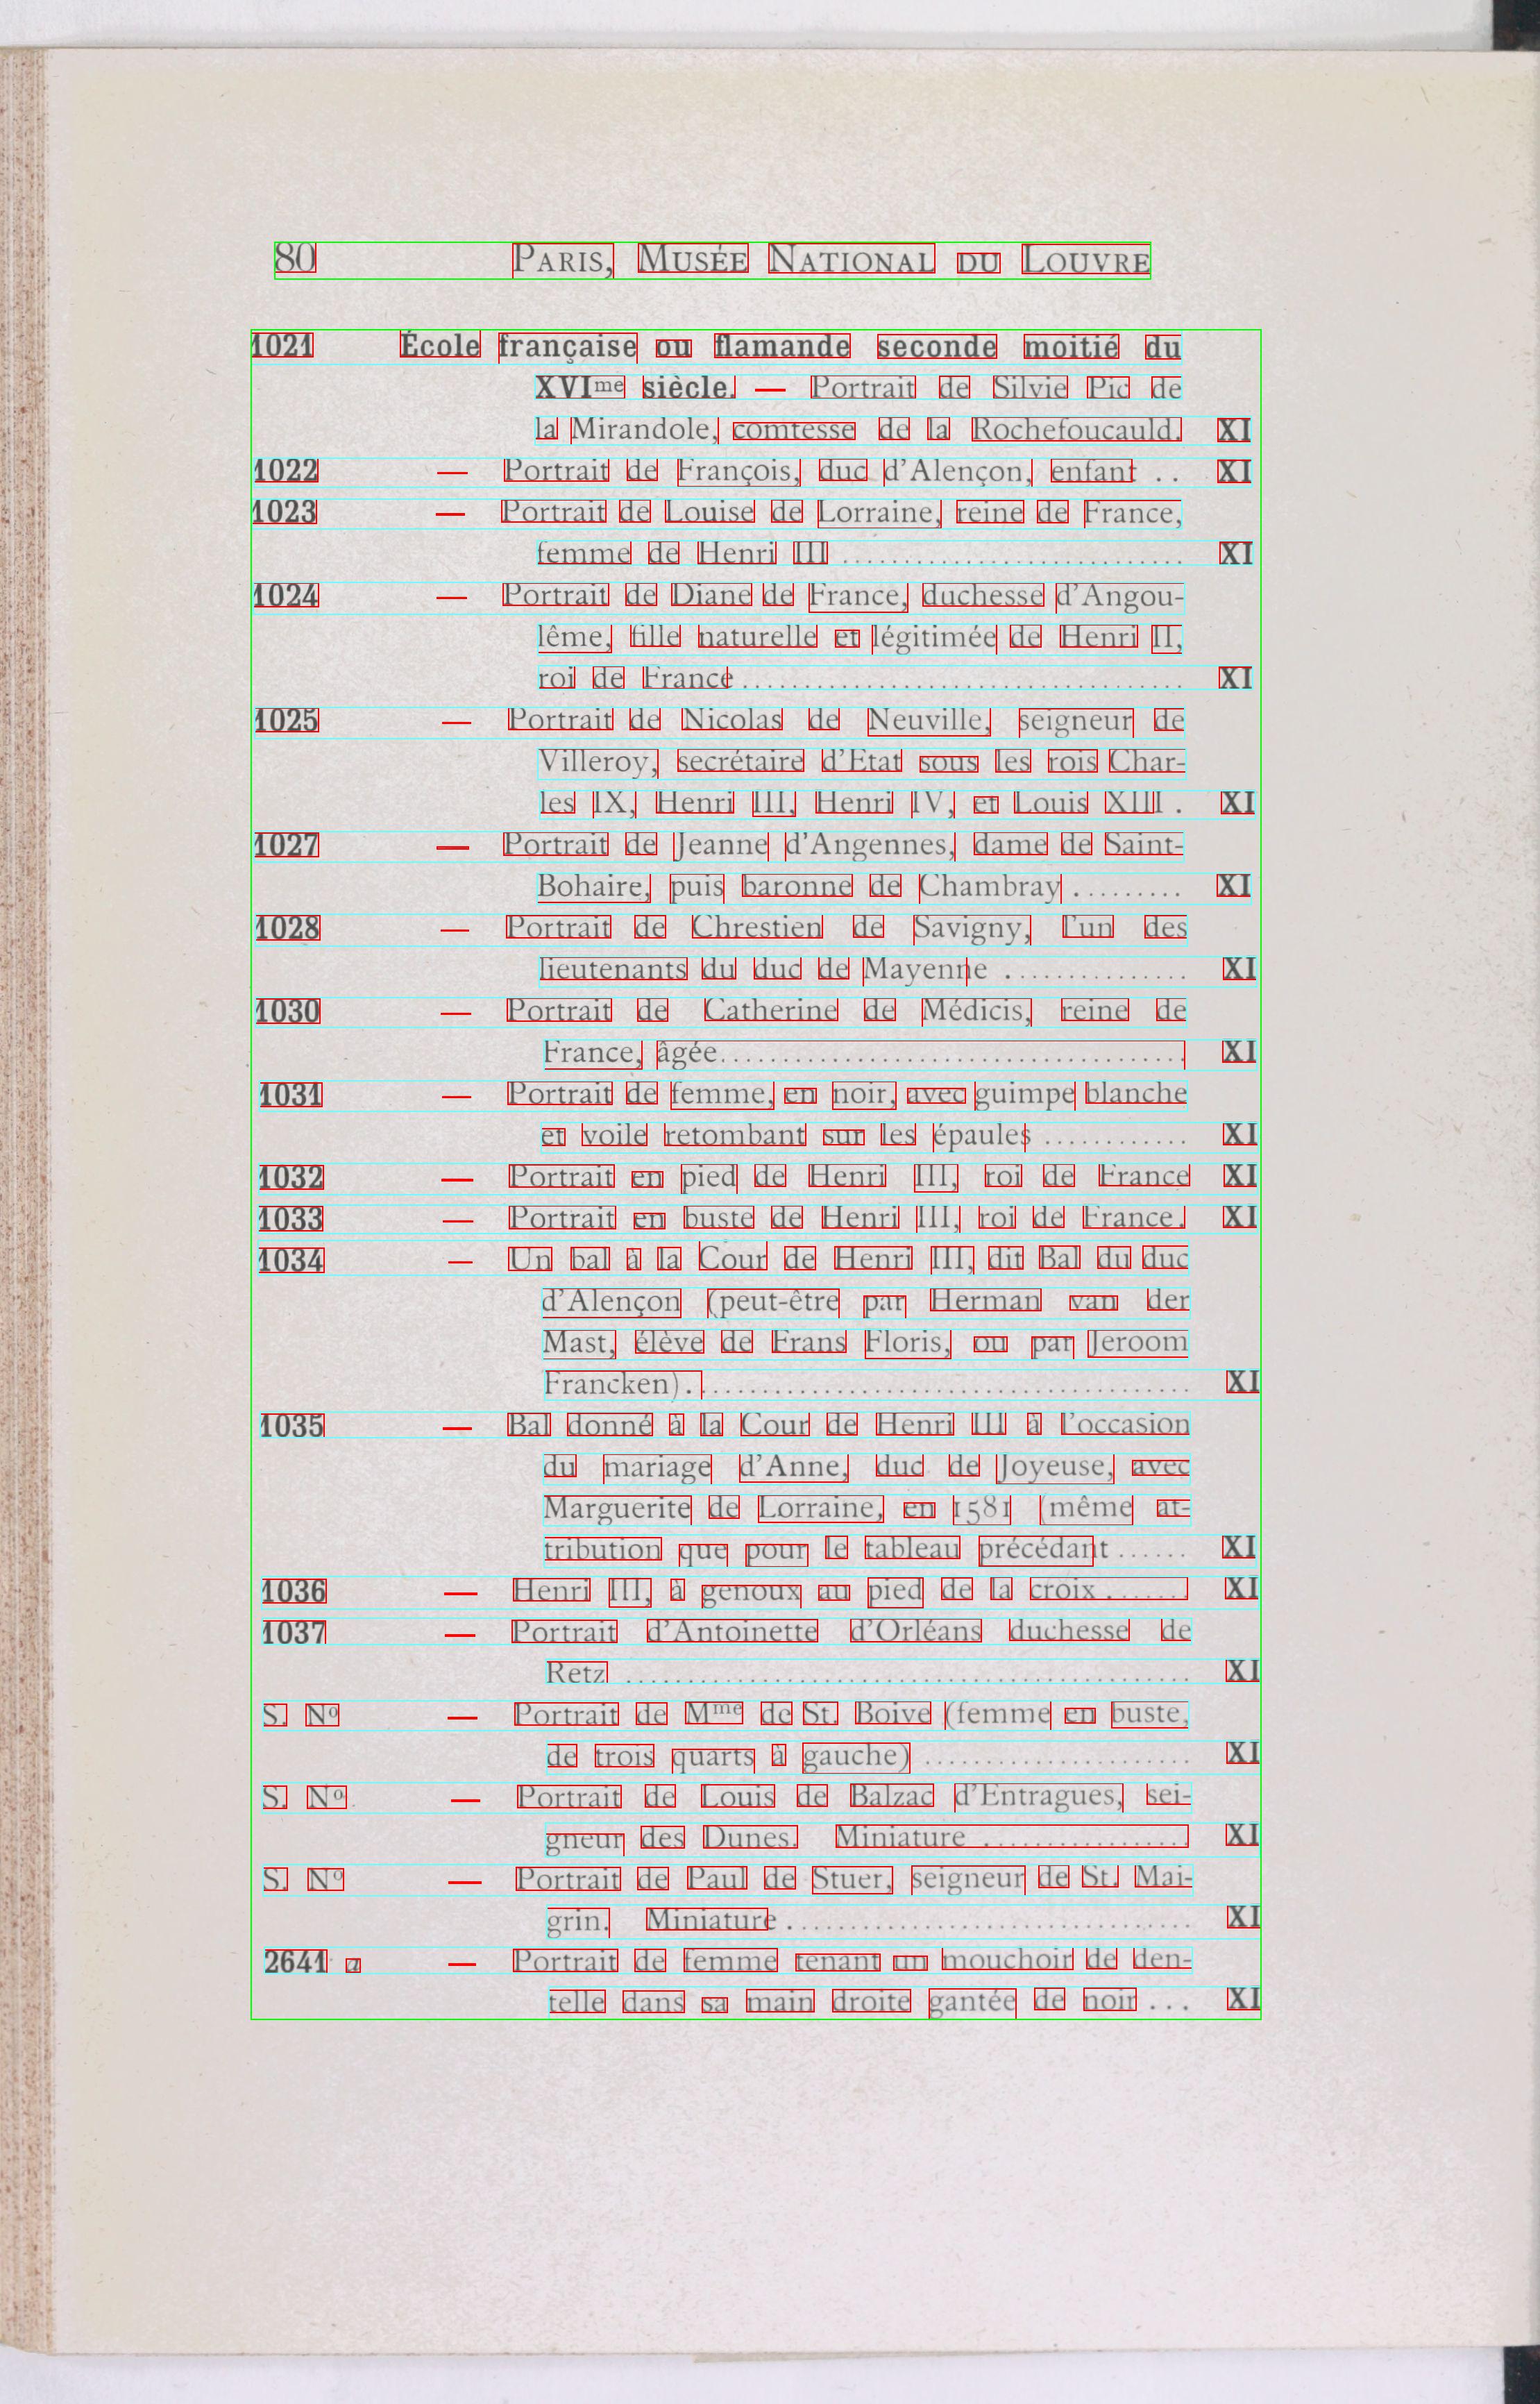 80 PARIS, MUSÉE NATIONAL DU LOUVRE
1021 École française ou flamande seconde moitié du
XVIme siècle. — Portrait de Silvie Pic de
la Mirandole, comtesse de la Rochefoucauld. XI
1022 — Portrait de François, duc d'Alençon, enfant .. XI
1023 — Portrait de Louise de Lorraine, reine de France,
femme de Henri III ............................ XI
1024 — Portrait de Diane de France, duchesse d'Angou-
lême, fille naturelle et légitimée de Henri II,
roi de France.................................... XI
1025 — Portrait de Nicolas de Neuville, seigneur de
Villeroy, secrétaire d'Etat sous les rois Char-
les IX, Henri III, Henri IV, et Louis XIII . XI
1027 — Portrait de Jeanne d'Angennes, dame de Saint-
Bohaire, puis baronne de Chambray ......... XI
1028 — Portrait de Chrestien de Savigny, l'un des
lieutenants du duc de Mayenne ............... XI
1030 — Portrait de Catherine de Médicis, reine de
France, âgée...................................... XI
1031 — Portrait de femme, en noir, avec guimpe blanche
et voile retombant sur les épaules ............ XI
1032 — Portrait en pied de Henri III, roi de France XI
1033 — Portrait en buste de Henri III, roi de France. XI
1034 — Un bal à la Cour de Henri III, dit Bal du duc
d'Alençon (peut-être par Herman van der
Mast, élève de Frans Floris, ou par Jeroom
Francken)......................................... XI
1035 — Bal donné à la Cour de Henri III à l'occasion
du mariage d'Anne, duc de Joyeuse, avec
Marguerite de Lorraine, en 1581 (même at-
tribution que pour le tableau précédant ...... XI
1036 — Henri III, à genoux au pied de la croix ....... XI
1037 — Portrait d'Antoinette d'Orléans duchesse de
Retz .............................................. XI
S. No — Portrait de Mme de St. Boive (femme en buste,
de trois quarts à gauche) ...................... XI
S. No. — Portrait de Louis de Balzac d'Entragues, sei-
gneur des Dunes. Miniature ................. XI
S. No — Portrait de Paul de Stuer, seigneur de St. Mai-
grin. Miniature ................................. XI
2641 a — Portrait de femme tenant un mouchoir de den-
telle dans sa main droite gantée de noir ... XI